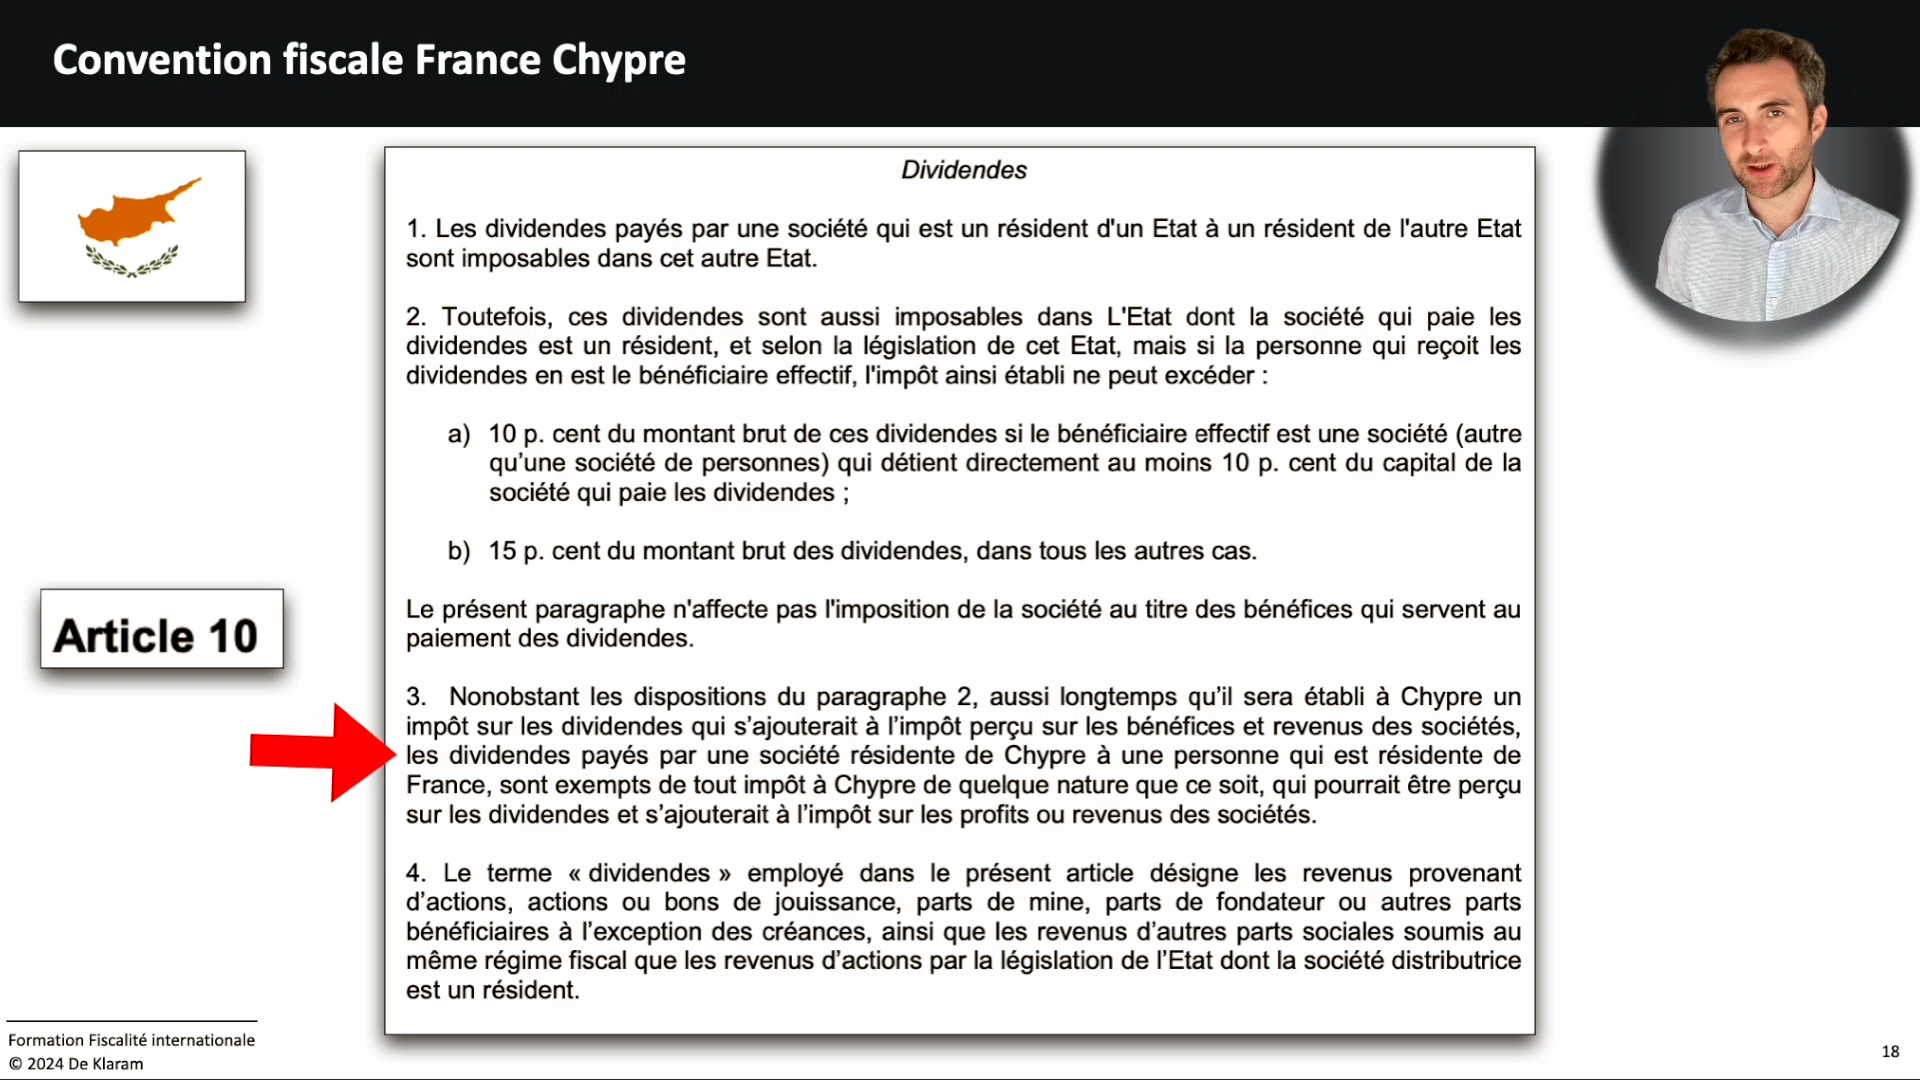 Convention fiscale France Chypre
Dividendes
1. Les dividendes payés par une société qui est un résident d'un Etat à un résident de l'autre Etat
sont imposables dans cet autre Etat.
2. Toutefois, ces dividendes sont aussi imposables dans L'Etat dont la société qui paie les
dividendes est un résident, et selon la législation de cet Etat, mais si la personne qui reçoit les
dividendes en est le bénéficiaire effectif, l'impôt ainsi établi ne peut excéder :
a) 10 p. cent du montant brut de ces dividendes si le bénéficiaire effectif est une société (autre
qu’une société de personnes) qui détient directement au moins 10 p. cent du capital de la
société qui paie les dividendes ;
b) 15 p. cent du montant brut des dividendes, dans tous les autres cas.
Article 10
Le présent paragraphe n'affecte pas l'imposition de la société au titre des bénéfices qui servent au
paiement des dividendes.
3. Nonobstant les dispositions du paragraphe 2, aussi longtemps qu’il sera établi à Chypre un
impôt sur les dividendes qui s’ajouterait à l’impôt perçu sur les bénéfices et revenus des sociétés,
les dividendes payés par une société résidente de Chypre à une personne qui est résidente de
France, sont exempts de tout impôt à Chypre de quelque nature que ce soit, qui pourrait être perçu
sur les dividendes et s’ajouterait à l’impôt sur les profits ou revenus des sociétés.
4. Le terme « dividendes » employé dans le présent article désigne les revenus provenant
d’actions, actions ou bons de jouissance, parts de mine, parts de fondateur ou autres parts
bénéficiaires à l’exception des créances, ainsi que les revenus d’autres parts sociales soumis au
même régime fiscal que les revenus d’actions par la législation de l’Etat dont la société distributrice
est un résident.
Formation Fiscalité internationale
© 2024 De Klaram
18